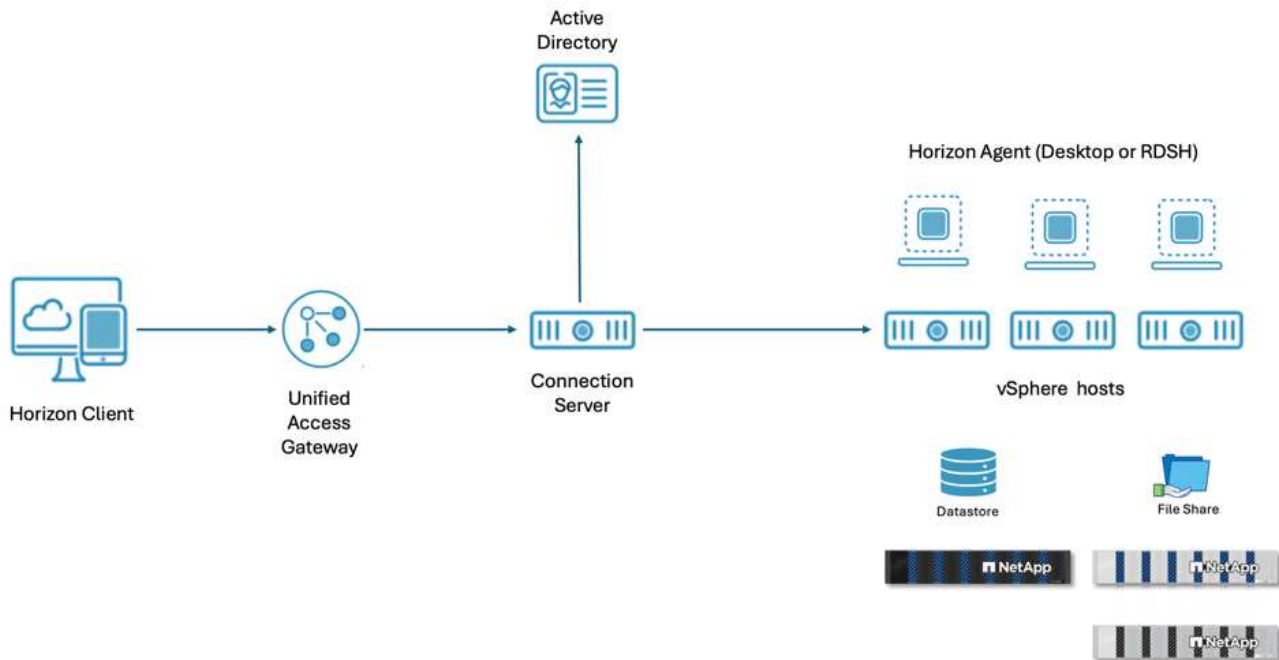 Active
Directory
Horizon Agent (Desktop or RDSH)
Horizon Client
Unified
Access
Gateway
Connection
Server
vSphere hosts
Datastore
File Share
NetApp
NetApp
NetApp